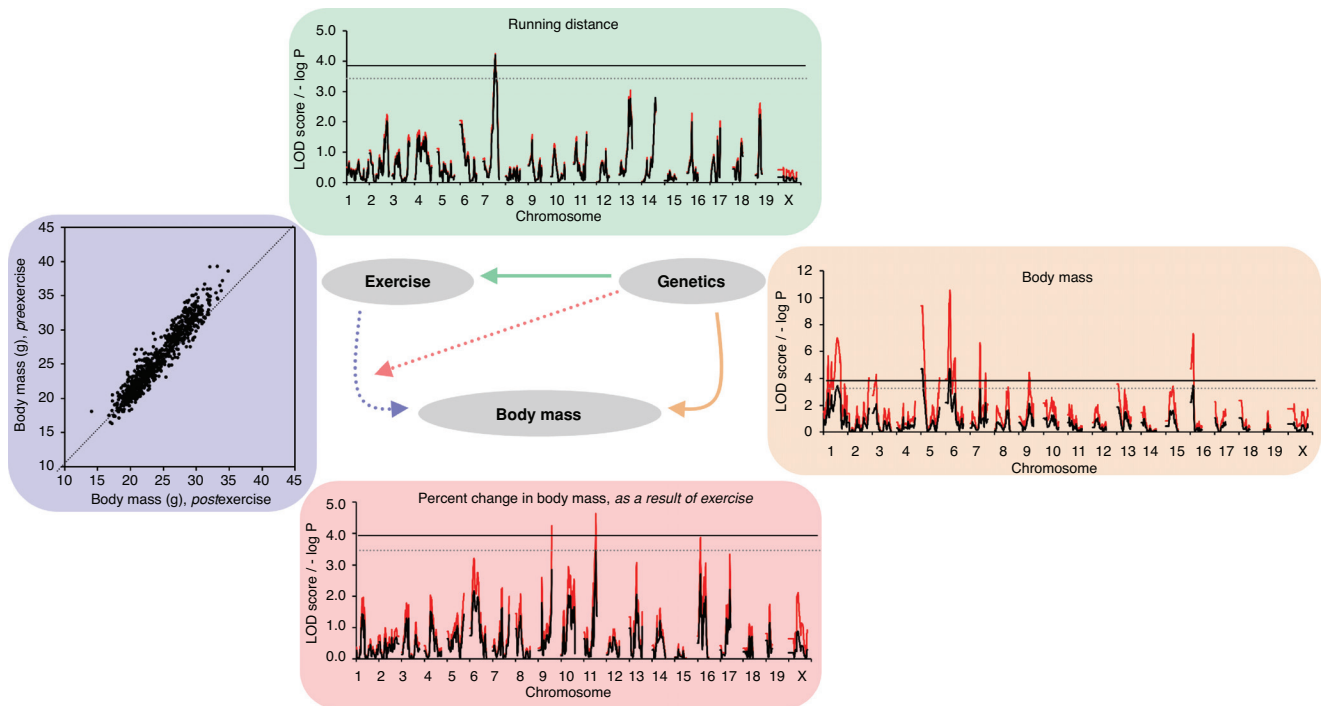 Running distance
LOD score / - log P
5.0
4.0
3.0
2.0
1.0
0.0
1 2 3 4 5 6 7 8 9 10 11 12 13 14 15 16 17 18 19 X
Chromosome
Body mass (g), preexercise
45
40
35
30
25
20
15
10
10 15 20 25 30 35 40 45
Body mass (g), postexercise
Exercise
Genetics
Body mass
Body mass
LOD score / - log P
12
10
8
6
4
2
0
1 2 3 4 5 6 7 8 9 10 11 12 13 14 15 16 17 18 19 X
Chromosome
Percent change in body mass, as a result of exercise
LOD score / - log P
5.0
4.0
3.0
2.0
1.0
0.0
1 2 3 4 5 6 7 8 9 10 11 12 13 14 15 16 17 18 19 X
Chromosome